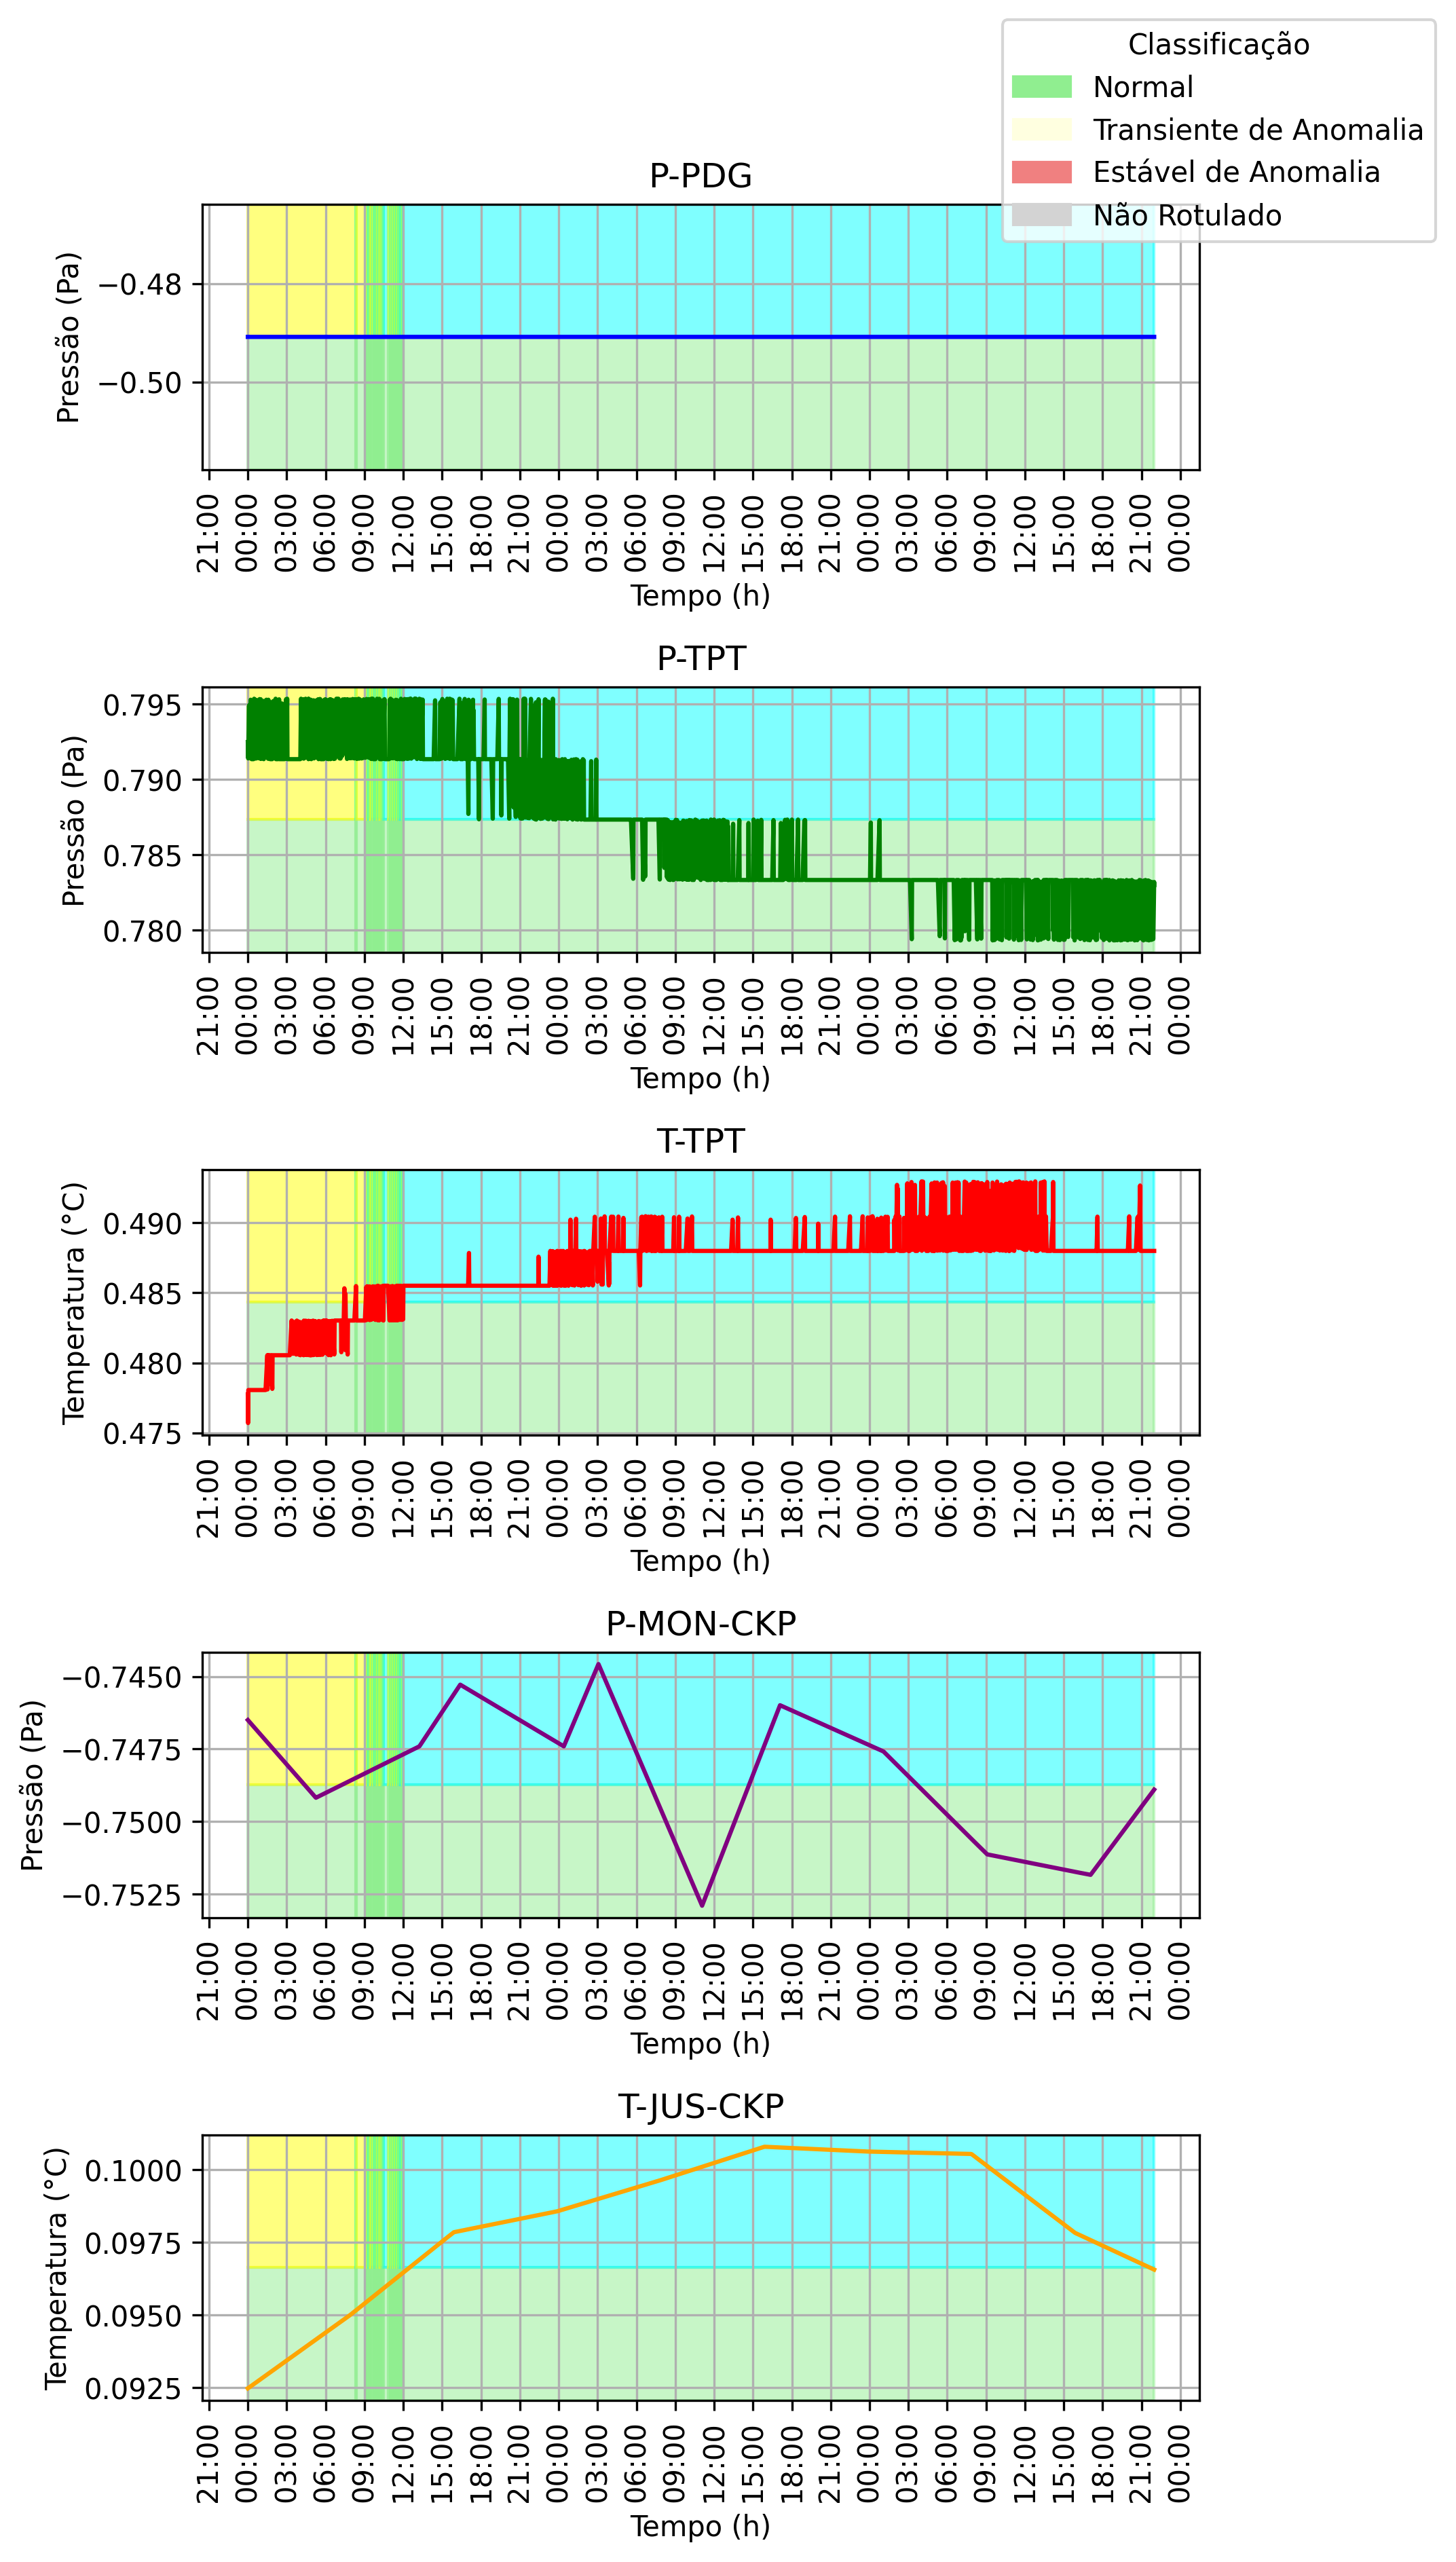 Classificação
Normal
Transiente de Anomalia
Estável de Anomalia
Não Rotulado
P-PDG
Pressão (Pa)
−0.48
−0.50
21:00 00:00 03:00 06:00 09:00 12:00 15:00 18:00 21:00 00:00 03:00 06:00 09:00 12:00 15:00 18:00 21:00 00:00 03:00 06:00 09:00 12:00 15:00 18:00 21:00 00:00
Tempo (h)
P-TPT
Pressão (Pa)
0.795
0.790
0.785
0.780
21:00 00:00 03:00 06:00 09:00 12:00 15:00 18:00 21:00 00:00 03:00 06:00 09:00 12:00 15:00 18:00 21:00 00:00 03:00 06:00 09:00 12:00 15:00 18:00 21:00 00:00
Tempo (h)
T-TPT
Temperatura (°C)
0.490
0.485
0.480
0.475
21:00 00:00 03:00 06:00 09:00 12:00 15:00 18:00 21:00 00:00 03:00 06:00 09:00 12:00 15:00 18:00 21:00 00:00 03:00 06:00 09:00 12:00 15:00 18:00 21:00 00:00
Tempo (h)
P-MON-CKP
Pressão (Pa)
−0.7450
−0.7475
−0.7500
−0.7525
21:00 00:00 03:00 06:00 09:00 12:00 15:00 18:00 21:00 00:00 03:00 06:00 09:00 12:00 15:00 18:00 21:00 00:00 03:00 06:00 09:00 12:00 15:00 18:00 21:00 00:00
Tempo (h)
T-JUS-CKP
Temperatura (°C)
0.1000
0.0975
0.0950
0.0925
21:00 00:00 03:00 06:00 09:00 12:00 15:00 18:00 21:00 00:00 03:00 06:00 09:00 12:00 15:00 18:00 21:00 00:00 03:00 06:00 09:00 12:00 15:00 18:00 21:00 00:00
Tempo (h)